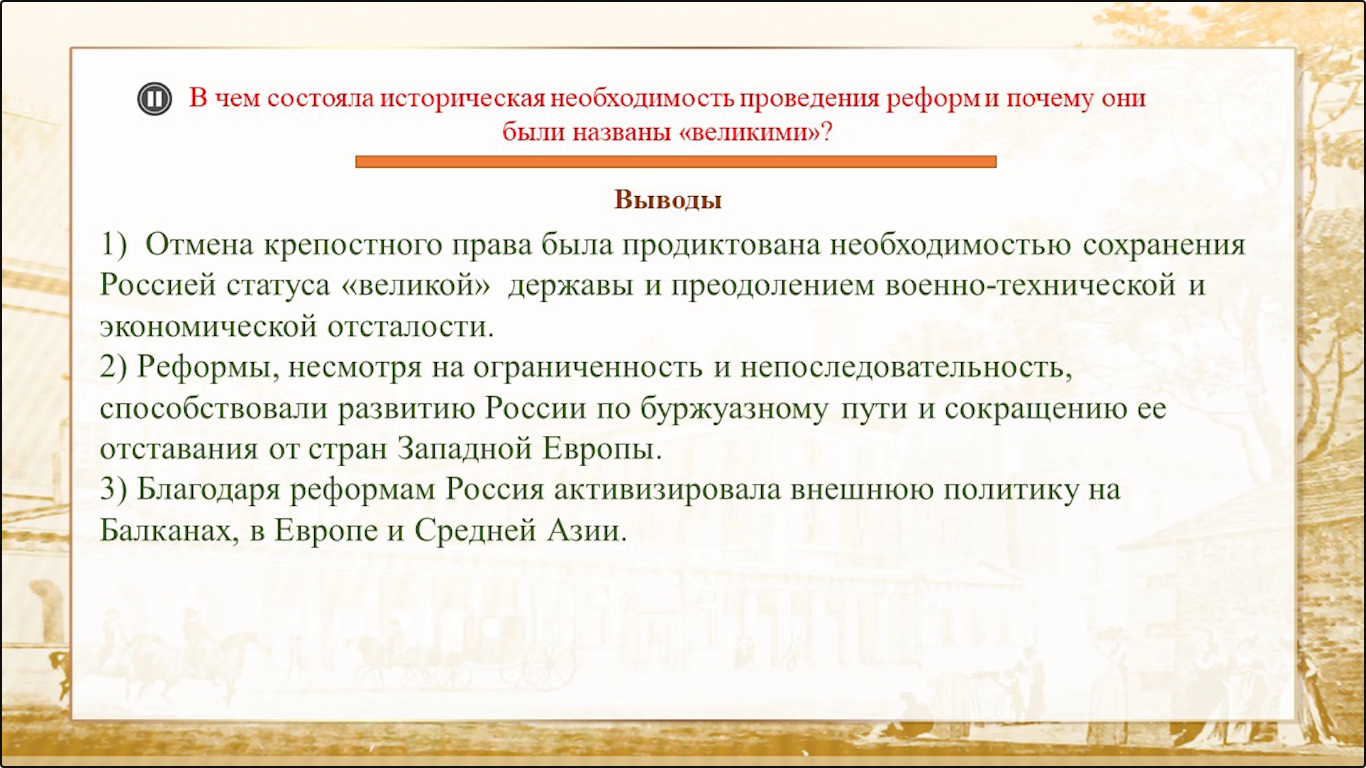 В чем состояла историческая необходимость проведения реформ и почему они
были названы «великими»?
Выводы
1) Отмена крепостного права была продиктована необходимостью сохранения
Россией статуса «великой» державы и преодолением военно-технической и
экономической отсталости.
2) Реформы, несмотря на ограниченность и непоследовательность,
способствовали развитию России по буржуазному пути и сокращению ее
отставания от стран Западной Европы.
3) Благодаря реформам Россия активизировала внешнюю политику на
Балканах, в Европе и Средней Азии.